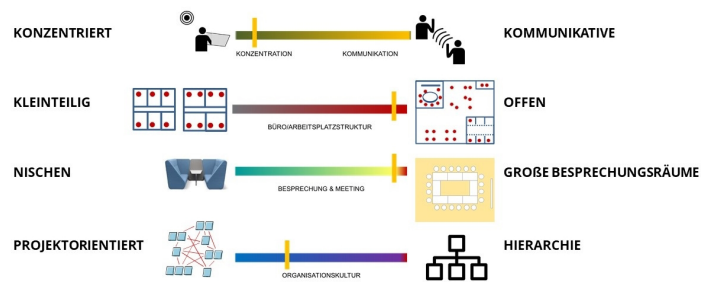 KONZENTRIERT
KONZENTRATION
KOMMUNIKATION
KOMMUNIKATIVE
KLEINTEILIG
BÜRO/ARBEITSPLATZSTRUKTUR
OFFEN
NISCHEN
BESPRECHUNG & MEETING
GROßE BESPRECHUNGSRÄUME
PROJEKTORIENTIERT
ORGANISATIONSKULTUR
HIERARCHIE